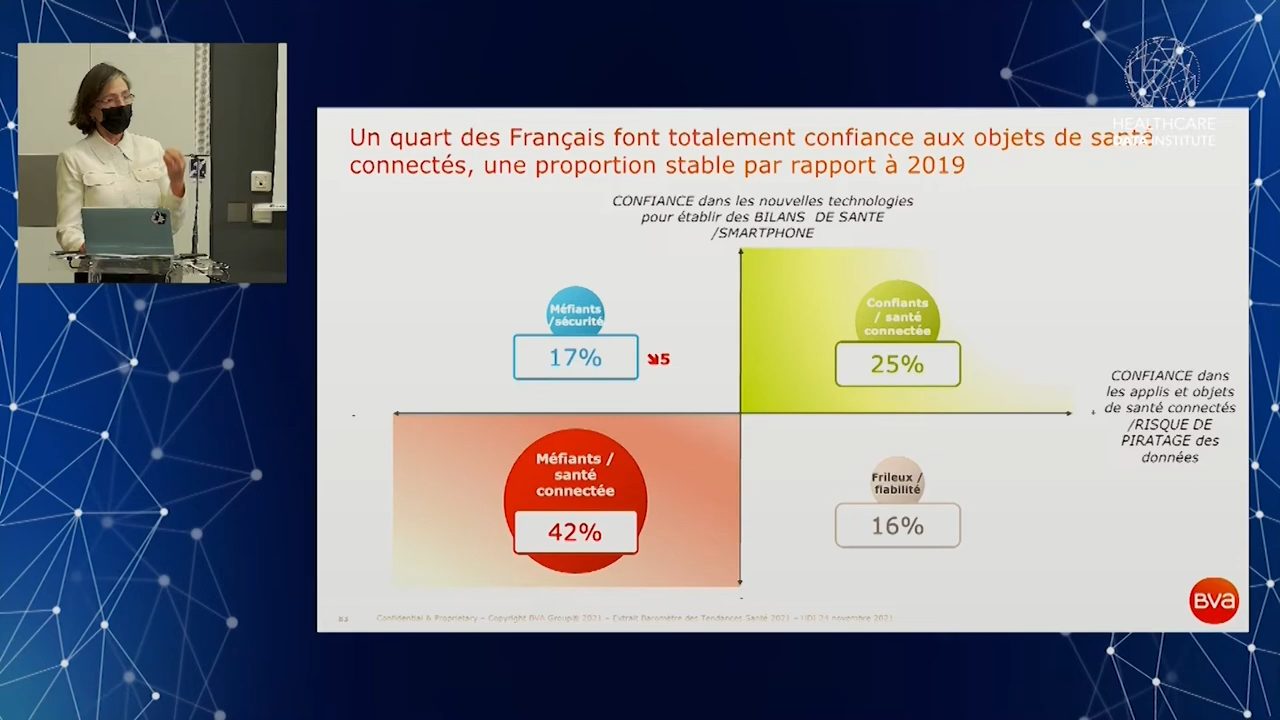 HEALTHCARE
DATA INSTITUTE
Un quart des Français font totalement confiance aux objets de santé
connectés, une proportion stable par rapport à 2019
CONFIANCE dans les nouvelles technologies
pour établir des BILANS DE SANTE
/SMARTPHONE
Méfiants
/sécurité
17%
5
Confiants
/ santé
connectée
25%
CONFIANCE dans
les applis et objets
de santé connectés
/RISQUE DE
PIRATAGE des
données
-
+
Méfiants /
santé
connectée
42%
Frileux /
fiabilité
16%
-
BVA
83
Confidential & Proprietary – Copyright BVA Group® 2021 – Extrait Baromètre des Tendances Santé 2021 – HDI 24 novembre 2021